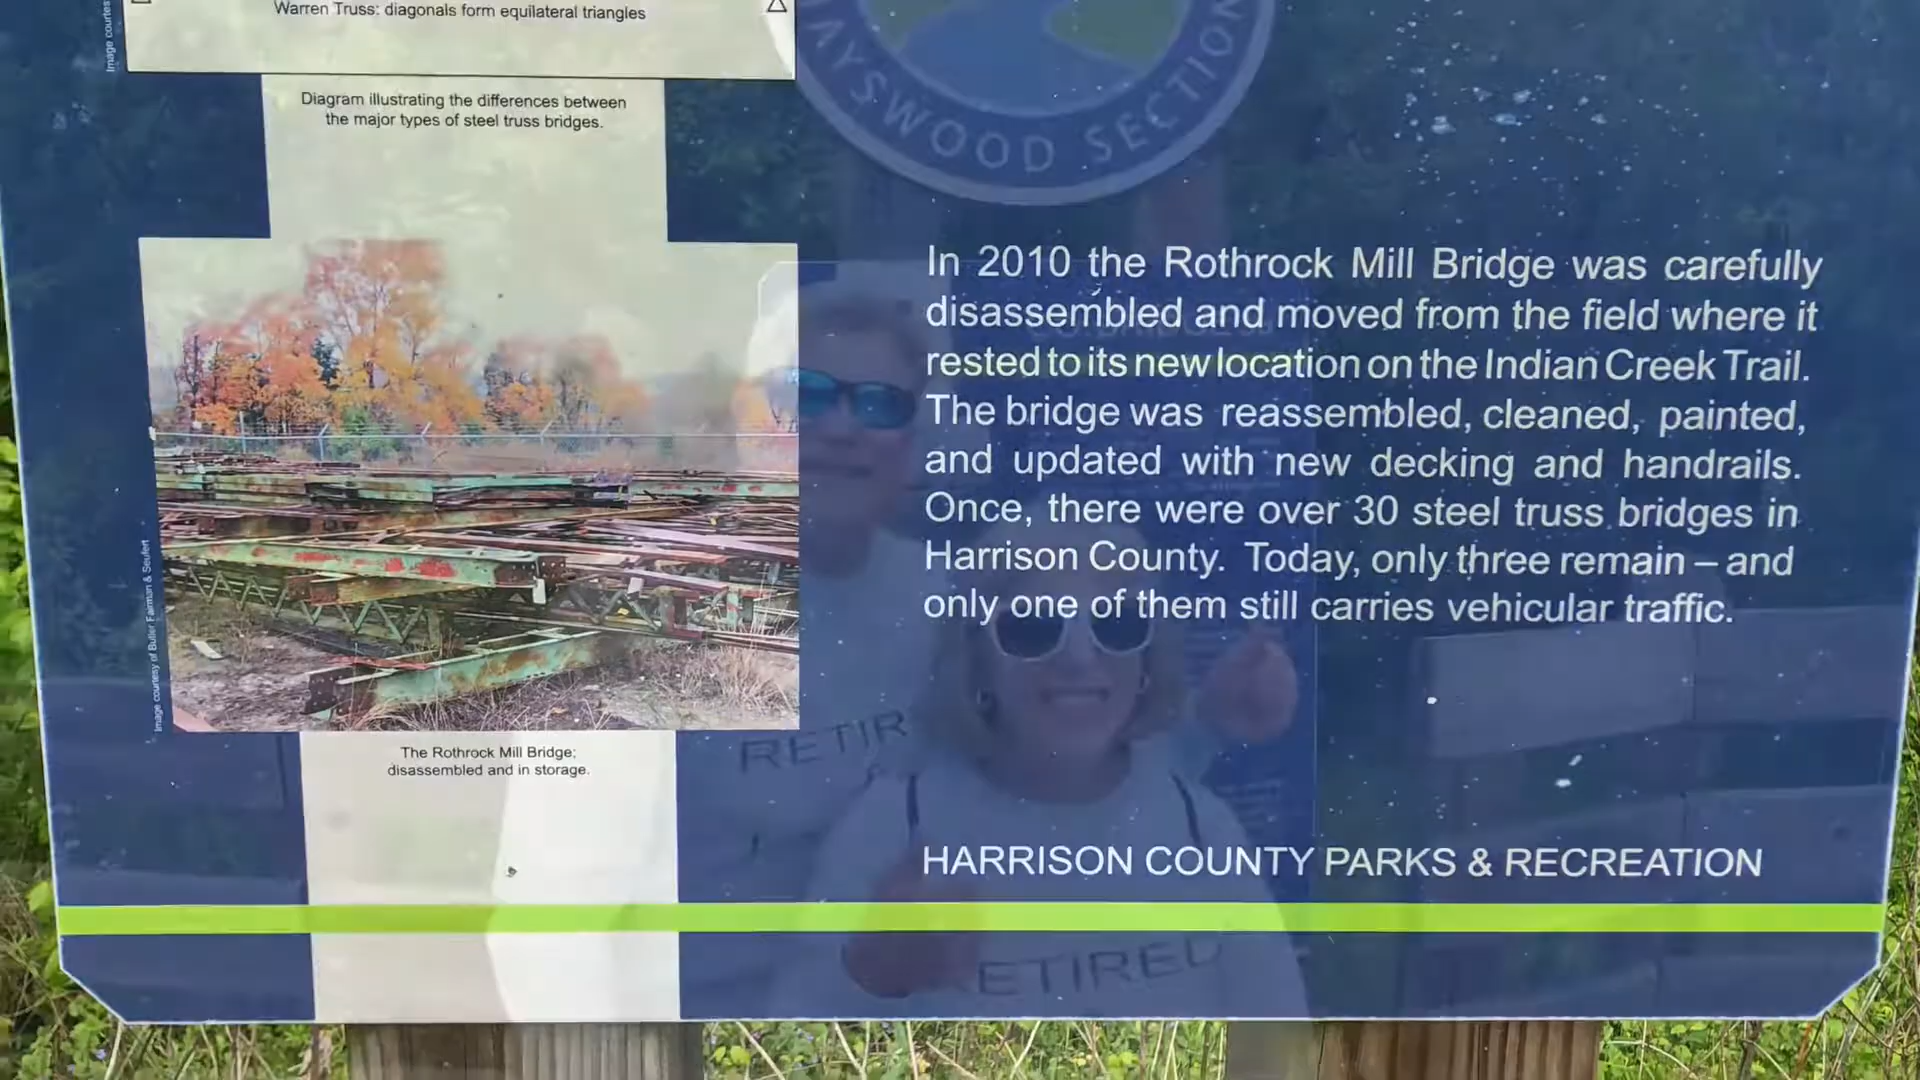 Image courtes
Warren Truss: diagonals form equilateral triangles
Diagram illustrating the differences between
the major types of steel truss bridges.
AYSWOOD SECTION
In 2010 the Rothrock Mill Bridge was carefully
disassembled and moved from the field where it
rested to its new location on the Indian Creek Trail.
The bridge was reassembled, cleaned, painted,
and updated with new decking and handrails.
Once, there were over 30 steel truss bridges in
Harrison County. Today, only three remain – and
only one of them still carries vehicular traffic.
Image courtesy of Butler Fairman & Seufert
The Rothrock Mill Bridge;
disassembled and in storage.
RETIR
HARRISON COUNTY PARKS & RECREATION
RETIRED